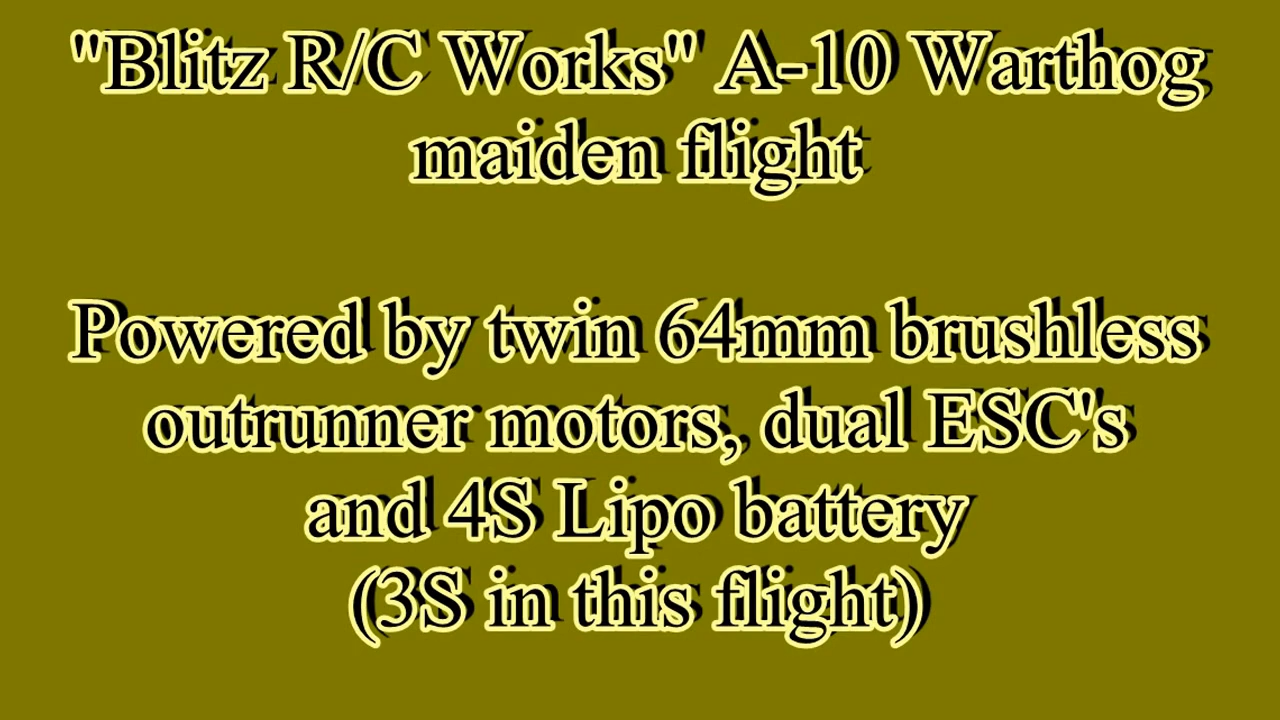 "Blitz R/C Works" A-10 Warthog
maiden flight
Powered by twin 64mm brushless
outrunner motors, dual ESC's
and 4S Lipo battery
(3S in this flight)